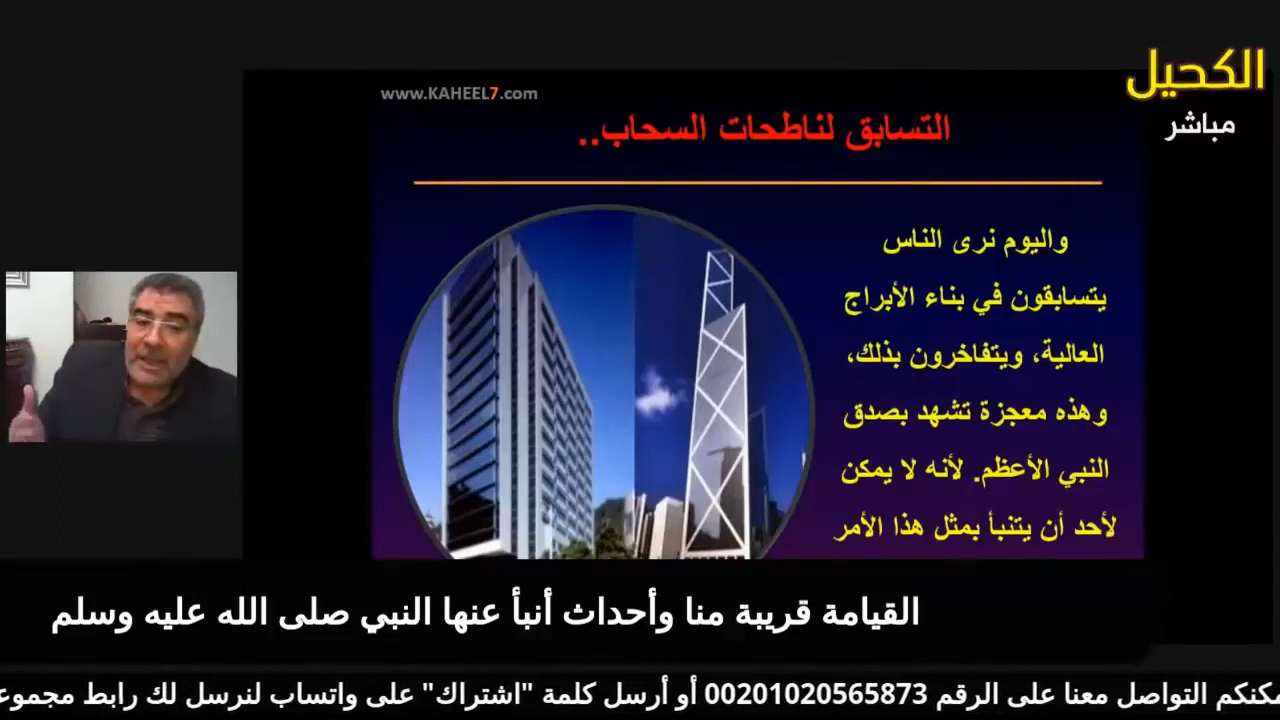 الكحيل
مباشر
www.KAHEEL7.com
التسابق لناطحات السحاب..
واليوم نرى الناس
يتسابقون في بناء الأبراج
العالية، ويتفاخرون بذلك،
وهذه معجزة تشهد بصدق
النبي الأعظم. لأنه لا يمكن
لأحد أن يتنبأ بمثل هذا الأمر
القيامة قريبة منا وأحداث أنبأ عنها النبي صلى الله عليه وسلم
التواصل معنا على الرقم 00201020565873 أو أرسل كلمة "اشتراك" على واتساب لنرسل لك رابط